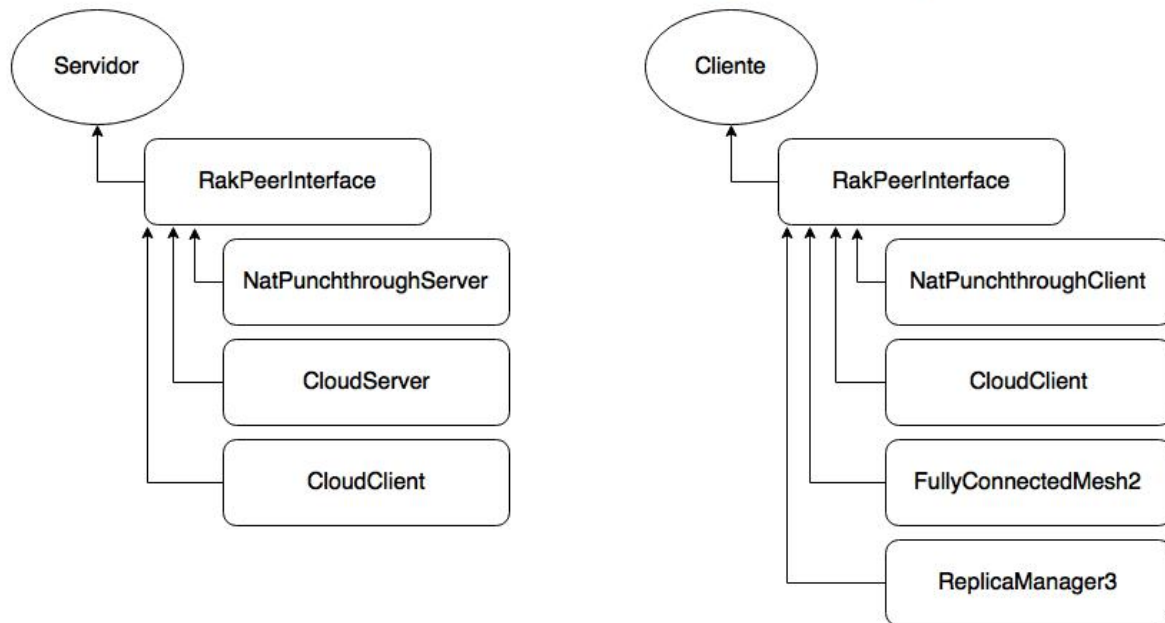 Servidor
RakPeerInterface
NatPunchthroughServer
CloudServer
CloudClient
Cliente
RakPeerInterface
NatPunchthroughClient
CloudClient
FullyConnectedMesh2
ReplicaManager3